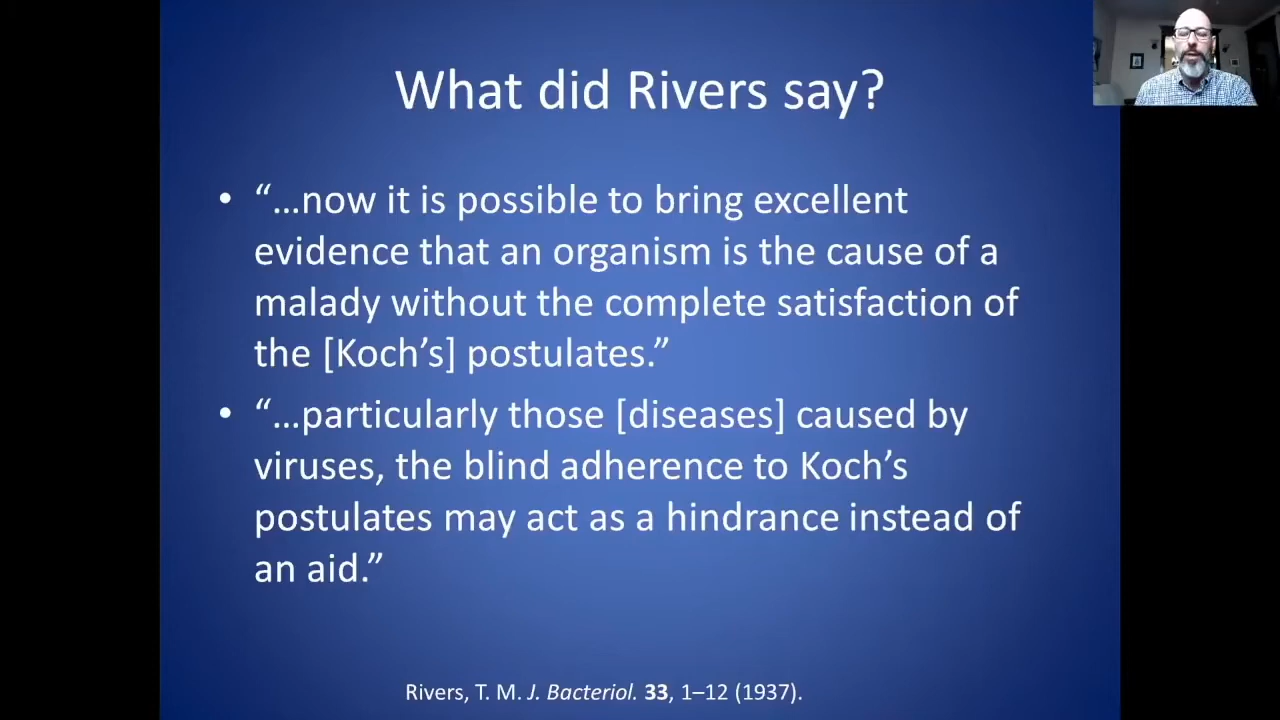 What did Rivers say?
• “…now it is possible to bring excellent
evidence that an organism is the cause of a
malady without the complete satisfaction of
the [Koch’s] postulates.”
• “…particularly those [diseases] caused by
viruses, the blind adherence to Koch’s
postulates may act as a hindrance instead of
an aid.”
Rivers, T. M. J. Bacteriol. 33, 1–12 (1937).